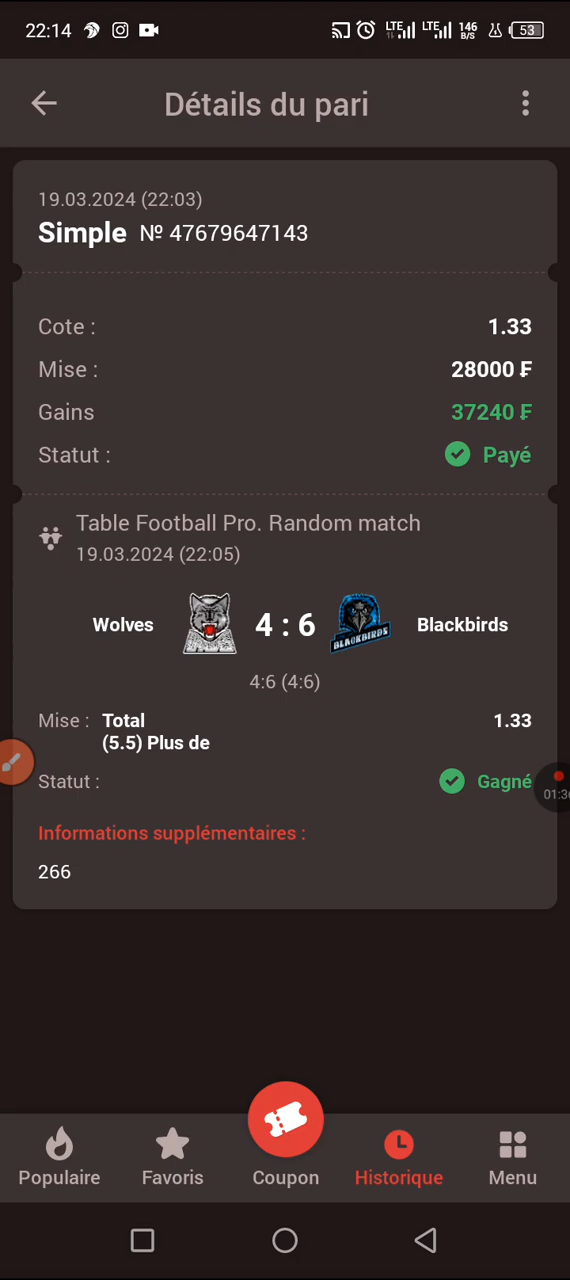 22:14 LTE LTE 146 B/S 53
Détails du pari
19.03.2024 (22:03)
Simple № 47679647143
Cote : 1.33
Mise : 28000 ₣
Gains 37240 ₣
Statut : Payé
Table Football Pro. Random match
19.03.2024 (22:05)
Wolves 4 : 6 BLACKBIRDS Blackbirds
4:6 (4:6)
Mise : Total 1.33
(5.5) Plus de
Statut : Gagné
Informations supplémentaires :
266
Populaire Favoris Coupon Historique Menu